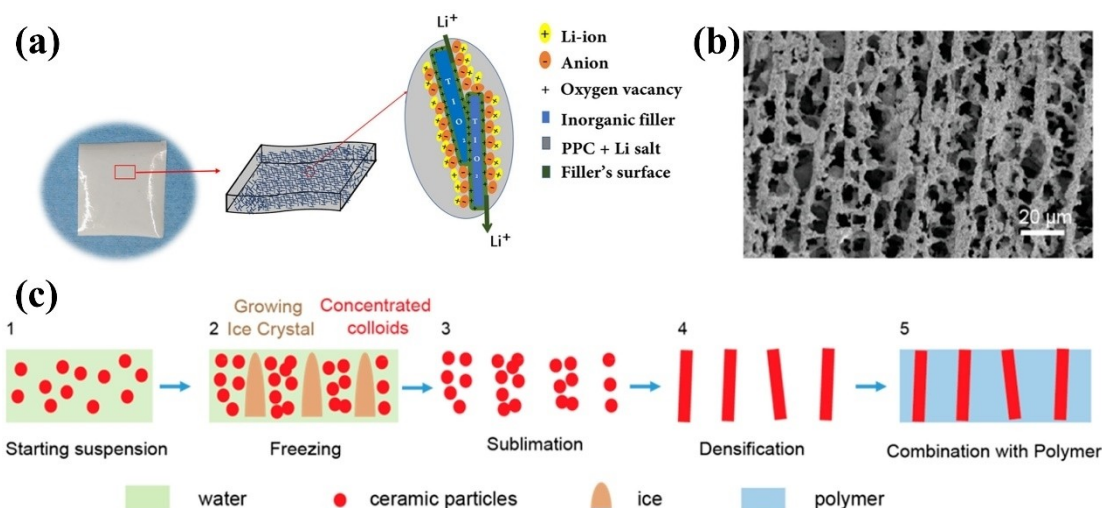 (a)
Li+
T I O 2
T I O 2
Li+
+ Li-ion
- Anion
+ Oxygen vacancy
Inorganic filler
PPC + Li salt
Filler's surface
(b)
20 μm
(c)
1
2
Growing
Ice Crystal
Concentrated
colloids
3
4
5
Starting suspension
Freezing
Sublimation
Densification
Combination with Polymer
water
ceramic particles
ice
polymer